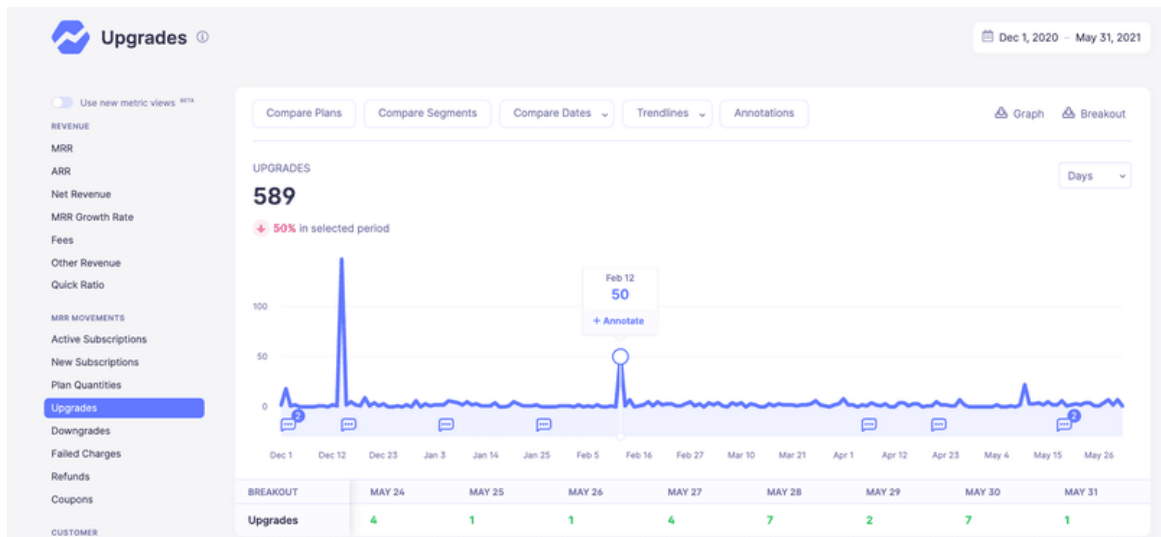 Upgrades
Dec 1, 2020 – May 31, 2021
Use new metric views BETA
REVENUE
MRR
ARR
Net Revenue
MRR Growth Rate
Fees
Other Revenue
Quick Ratio
MRR MOVEMENTS
Active Subscriptions
New Subscriptions
Plan Quantities
Upgrades
Downgrades
Failed Charges
Refunds
Coupons
CUSTOMER
Compare Plans Compare Segments Compare Dates Trendlines Annotations Graph Breakout
UPGRADES
589
50% in selected period
Days
Feb 12
50
+ Annotate
100
50
0
2
2
Dec 1 Dec 12 Dec 23 Jan 3 Jan 14 Jan 25 Feb 5 Feb 16 Feb 27 Mar 10 Mar 21 Apr 1 Apr 12 Apr 23 May 4 May 15 May 26
BREAKOUT MAY 24 MAY 25 MAY 26 MAY 27 MAY 28 MAY 29 MAY 30 MAY 31
Upgrades 4 1 1 4 7 2 7 1